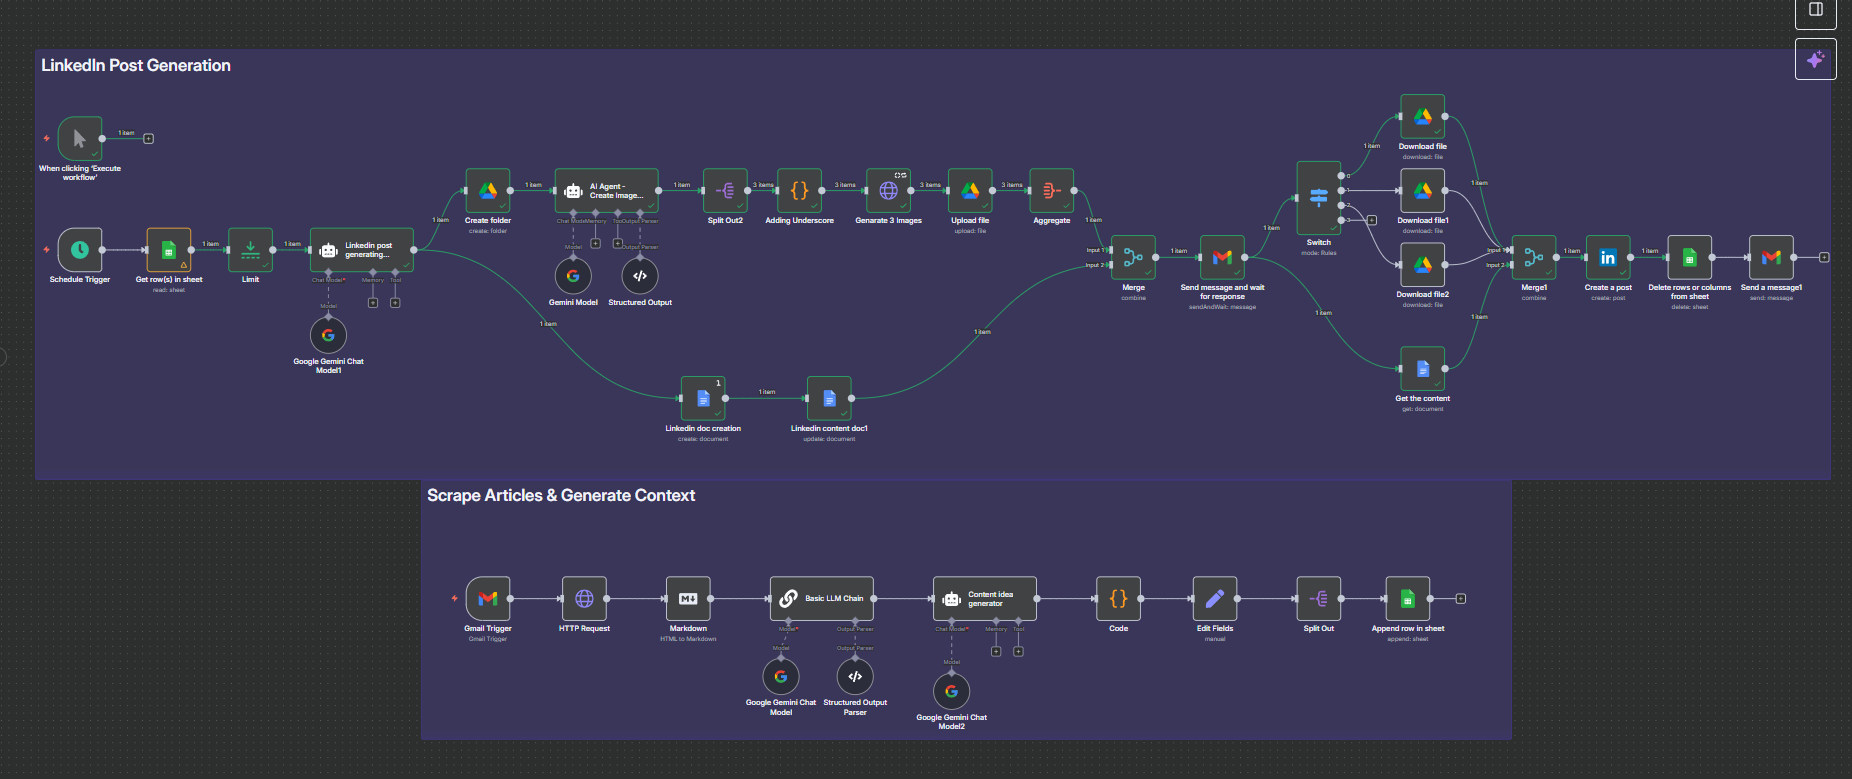 LinkedIn Post Generation
1 item
When clicking 'Execute
workflow'
Schedule Trigger
Get row(s) in sheet
read: sheet
1 item
Limit
1 item
Linkedin post
generating...
Chat Model*
Memory
Tool
Model
Google Gemini Chat
Model1
1 item
Create folder
create: folder
1 item
AI Agent -
Create Image...
Chat Model
Memory
Tool
Output Parser
Model
Output Parser
Gemini Model
Structured Output
1 item
Split Out2
3 items
Adding Underscore
3 items
Genarate 3 Images
3 items
Upload file
upload: file
3 items
Aggregate
1 item
1 item
Linkedin doc creation
create: document
1
1 item
Linkedin content doc1
update: document
1 item
Input 1
Input 2
Merge
combine
1 item
Send message and wait
for response
sendAndWait: message
1 item
1 item
Switch
mode: Rules
0
1
2
3
1 item
Download file
download: file
Download file1
download: file
Download file2
download: file
Get the content
get: document
1 item
1 item
Input 1
Input 2
Merge1
combine
1 item
Create a post
create: post
1 item
Delete rows or columns
from sheet
delete: sheet
Send a message1
send: message
Scrape Articles & Generate Context
Gmail Trigger
Gmail Trigger
HTTP Request
M
Markdown
HTML to Markdown
Basic LLM Chain
Model*
Output Parser
Model
Output Parser
Google Gemini Chat
Model
Structured Output
Parser
Content idea
generator
Chat Model*
Memory
Tool
Model
Google Gemini Chat
Model2
Code
Edit Fields
manual
Split Out
Append row in sheet
append: sheet